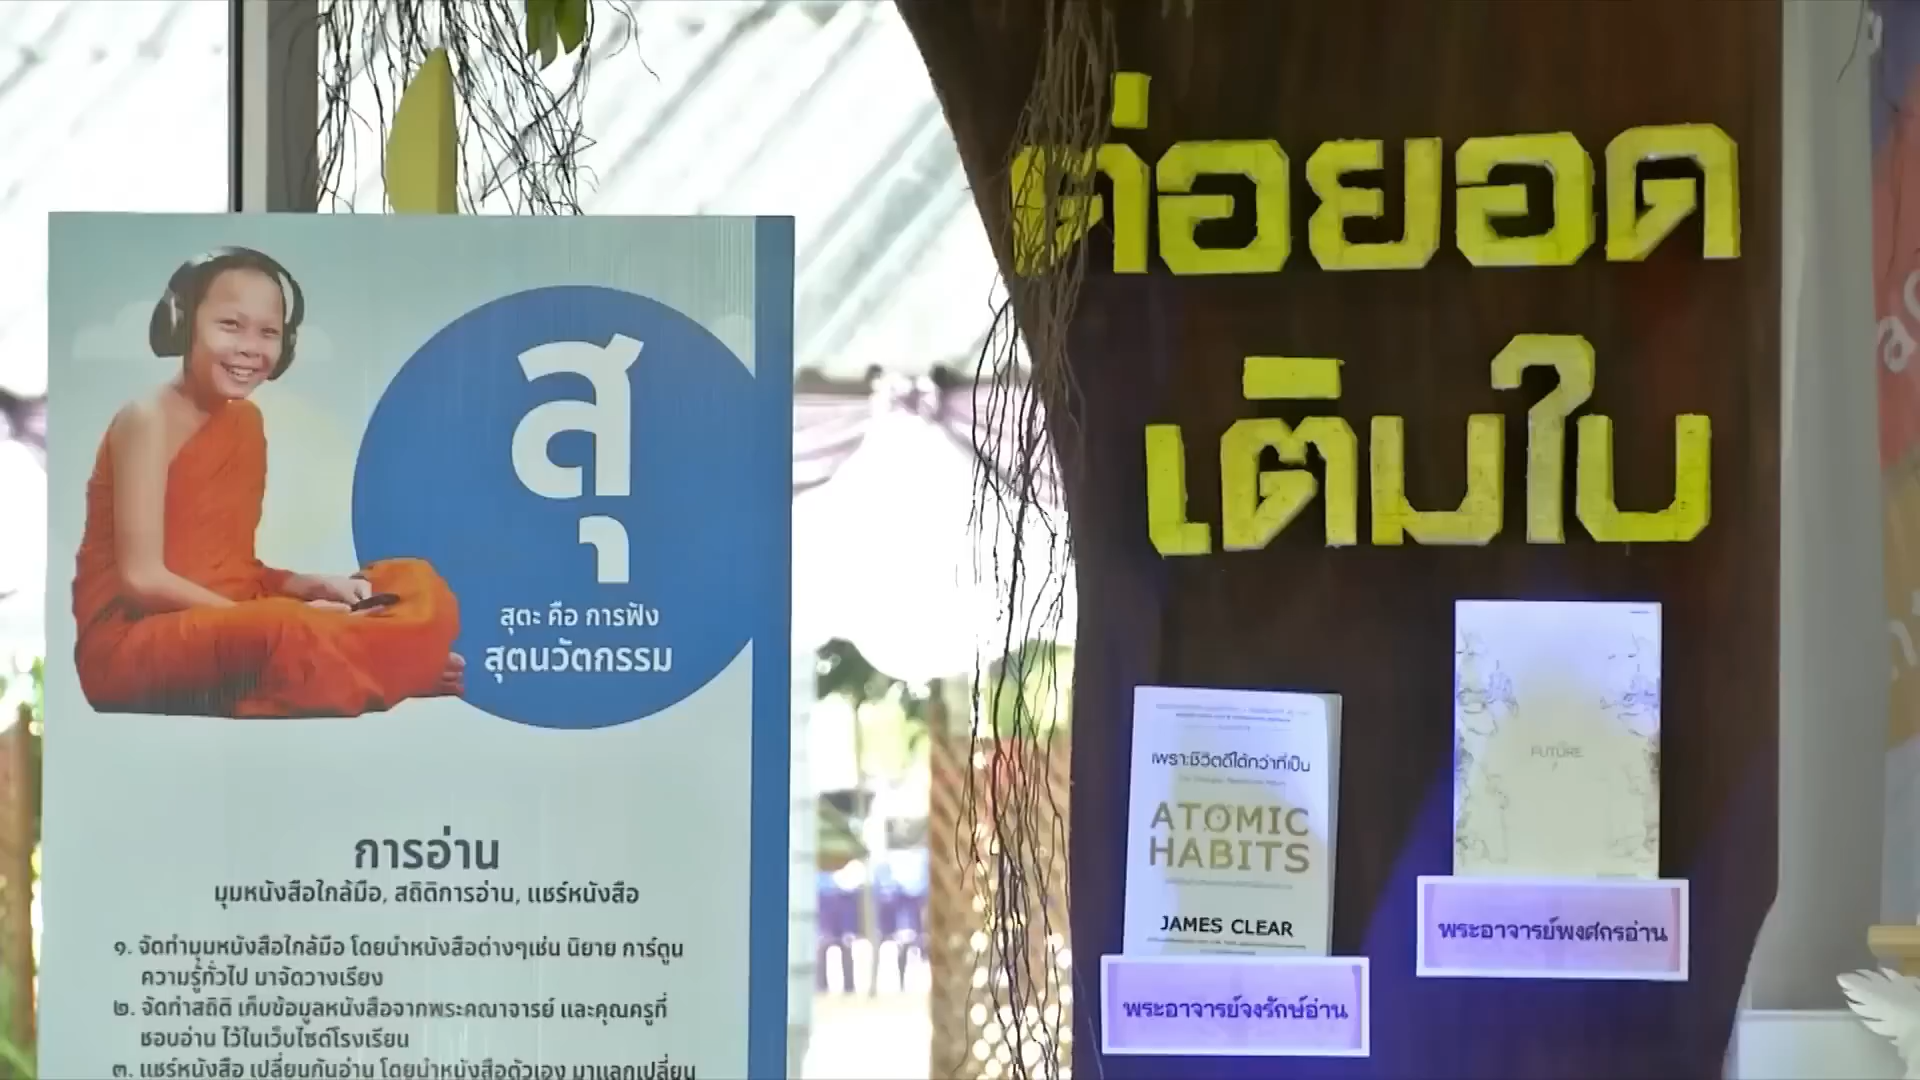 สุ
สุตะ คือ การฟัง
สุตนวัตกรรม
การอ่าน
มุมหนังสือใกล้มือ, สถิติการอ่าน, แชร์หนังสือ
๑. จัดทำมุมหนังสือใกล้มือ โดยนำหนังสือต่างๆเช่น นิยาย การ์ตูน
ความรู้ทั่วไป มาจัดวางเรียง
๒. จัดทำสถิติ เก็บข้อมูลหนังสือจากพระคณาจารย์ และคุณครูที่
ชอบอ่าน ไว้ในเว็บไซต์โรงเรียน
๓. แชร์หนังสือ เปลี่ยนกันอ่าน โดยนำหนังสือตัวเอง มาแลกเปลี่ยน
ต่อยอด
เติมใบ
เพราะชีวิตดีได้กว่าที่เป็น
ATOMIC
HABITS
JAMES CLEAR
พระอาจารย์จงรักษ์อ่าน
FUTURE
พระอาจารย์พงศกรอ่าน